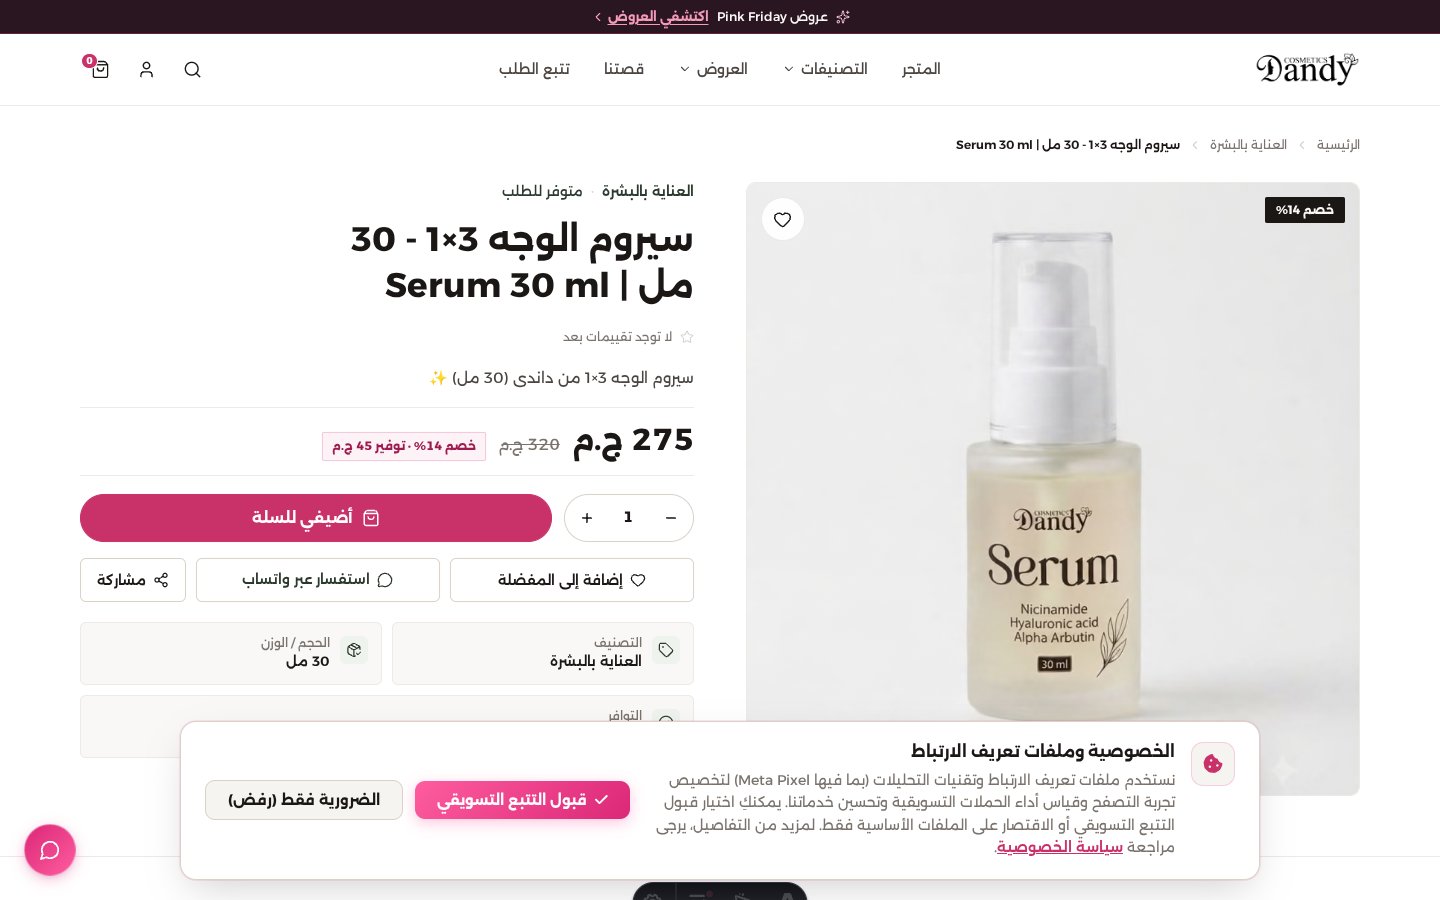 عروض Pink Friday اكتشفي العروض
Dandy COSMETICS
المتجر
التصنيفات
العروض
قصتنا
تتبع الطلب
0
الرئيسية
العناية بالبشرة
سيروم الوجه 3×1 - 30 مل | Serum 30 ml
خصم 14%
Dandy COSMETICS
Serum
Nicinamide
Hyaluronic acid
Alpha Arbutin
30 ml
العناية بالبشرة · متوفر للطلب
سيروم الوجه 3×1 - 30
مل | Serum 30 ml
لا توجد تقييمات بعد
سيروم الوجه 3×1 من داندى (30 مل) ✨
275 ج.م 320 ج.م خصم 14% · توفير 45 ج.م
1
أضيفي للسلة
إضافة إلى المفضلة
استفسار عبر واتساب
مشاركة
التصنيف
العناية بالبشرة
الحجم / الوزن
30 مل
التوافر
الخصوصية وملفات تعريف الارتباط
نستخدم ملفات تعريف الارتباط وتقنيات التحليلات (بما فيها Meta Pixel) لتخصيص
تجربة التصفح وقياس أداء الحملات التسويقية وتحسين خدماتنا. يمكنكِ اختيار قبول
التتبع التسويقي أو الاقتصار على الملفات الأساسية فقط. لمزيد من التفاصيل، يرجى
مراجعة سياسة الخصوصية.
قبول التتبع التسويقي
الضرورية فقط (رفض)